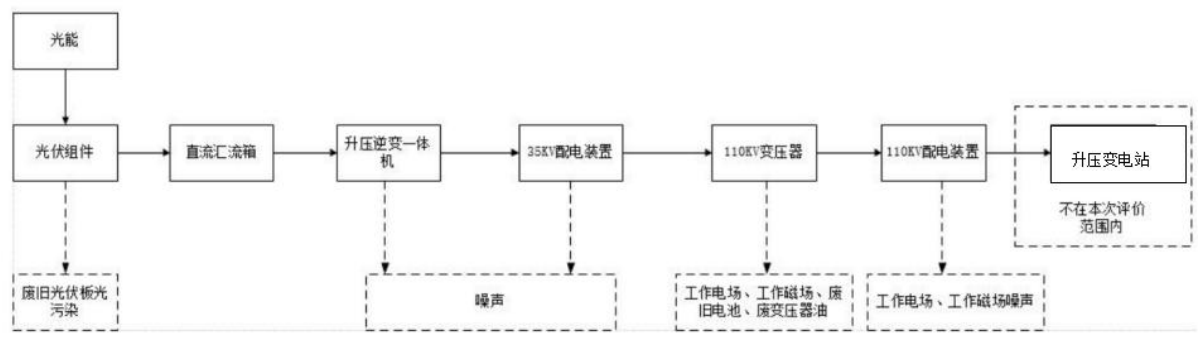 光能
光伏组件
直流汇流箱
升压逆变一体
机
35KV配电装置
110KV变压器
110KV配电装置
升压变电站
不在本次评价
范围内
废旧光伏板光
污染
噪声
工作电场、工作磁场、废
旧电池、废变压器油
工作电场、工作磁场噪声